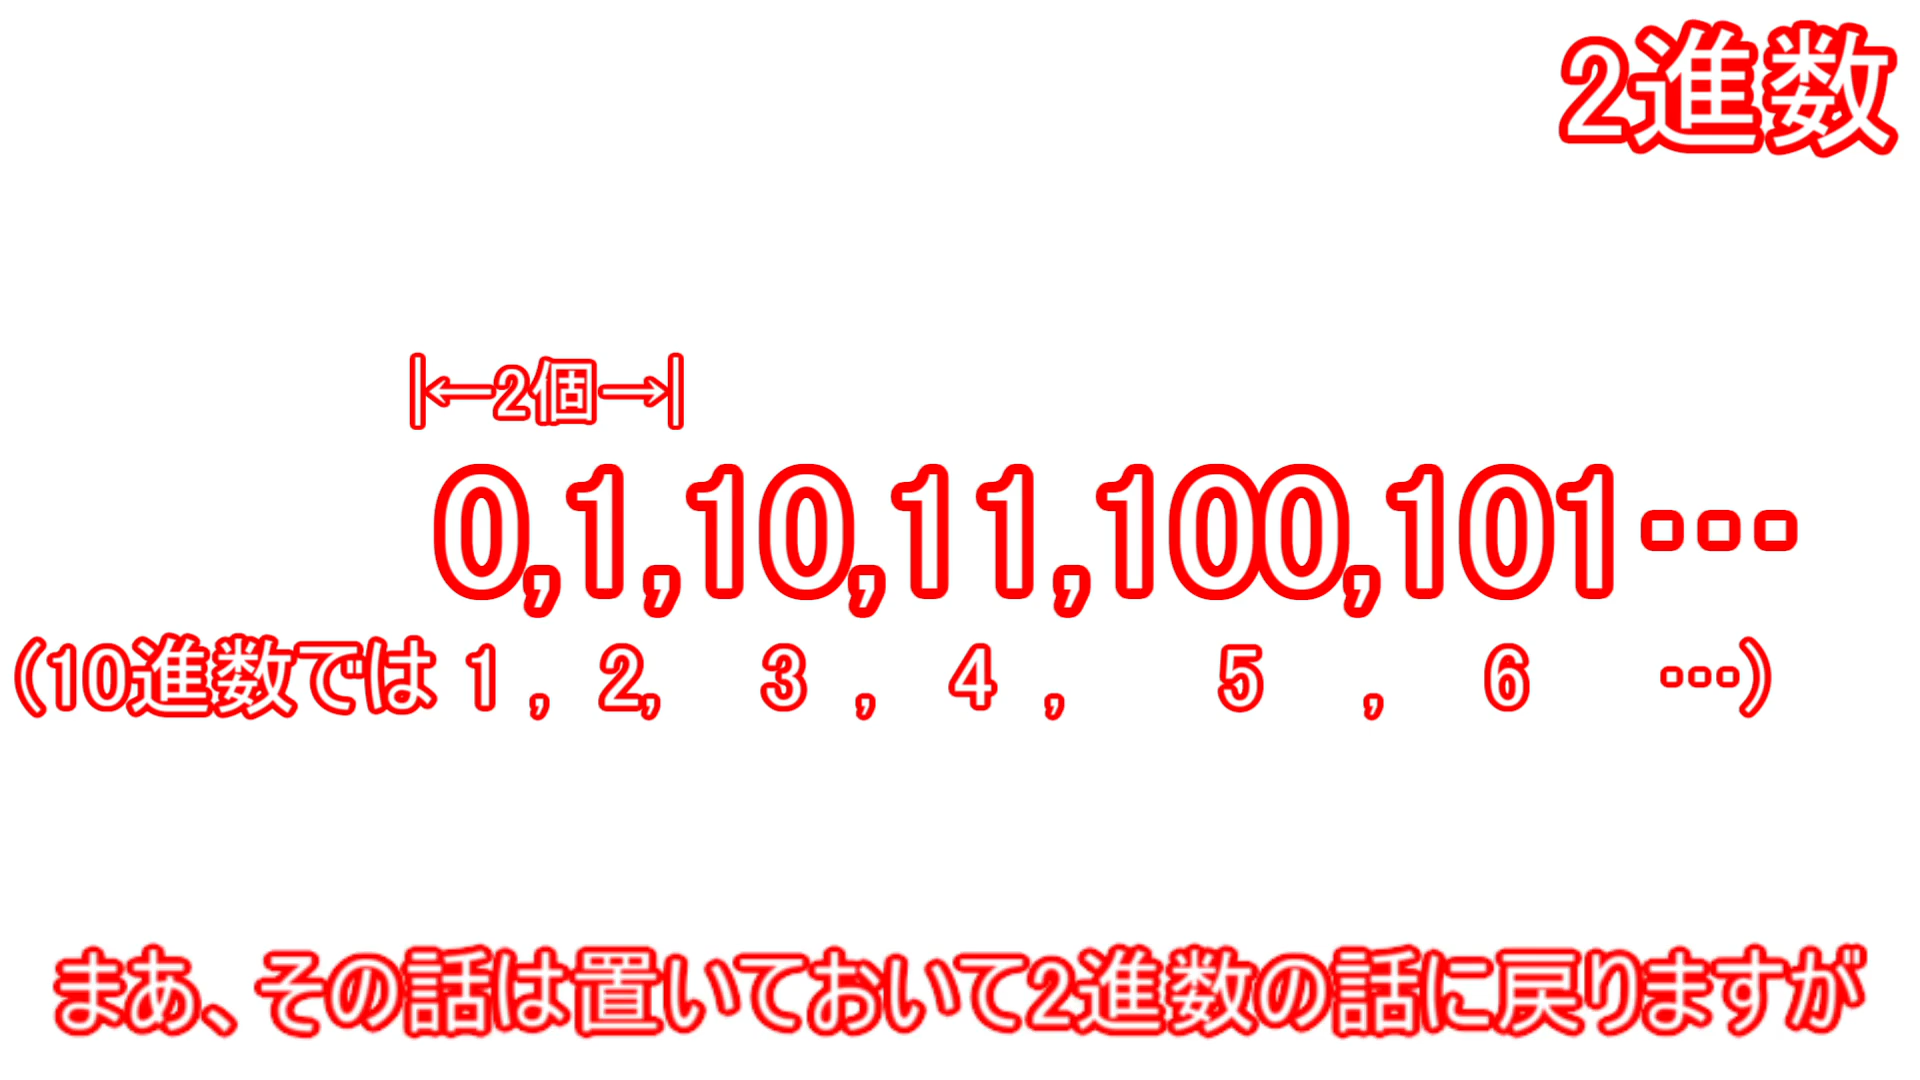 2進数
|←2個→|
0,1,10,11,100,101…
(10進数では 1 , 2, 3 , 4 , 5 , 6 …)
まあ、その話は置いておいて2進数の話に戻りますが